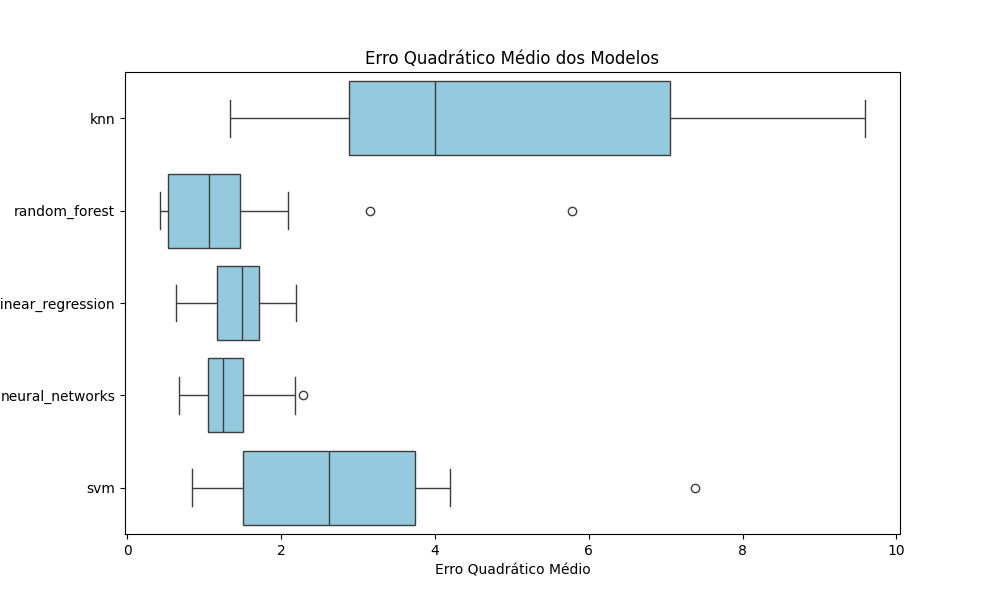 Erro Quadrático Médio dos Modelos
knn
random_forest
inear_regression
neural_networks
svm
0 2 4 6 8 10
Erro Quadrático Médio